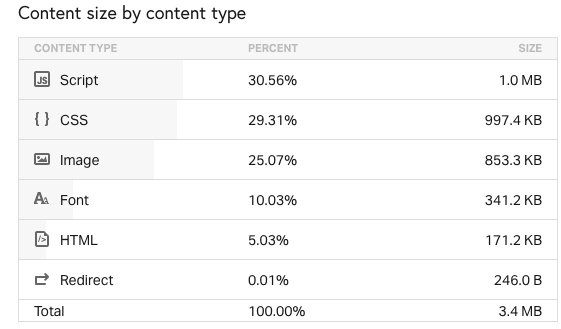 Content size by content type
CONTENT TYPE PERCENT SIZE
JS Script 30.56% 1.0 MB
{ } CSS 29.31% 997.4 KB
Image 25.07% 853.3 KB
AA Font 10.03% 341.2 KB
</> HTML 5.03% 171.2 KB
Redirect 0.01% 246.0 B
Total 100.00% 3.4 MB